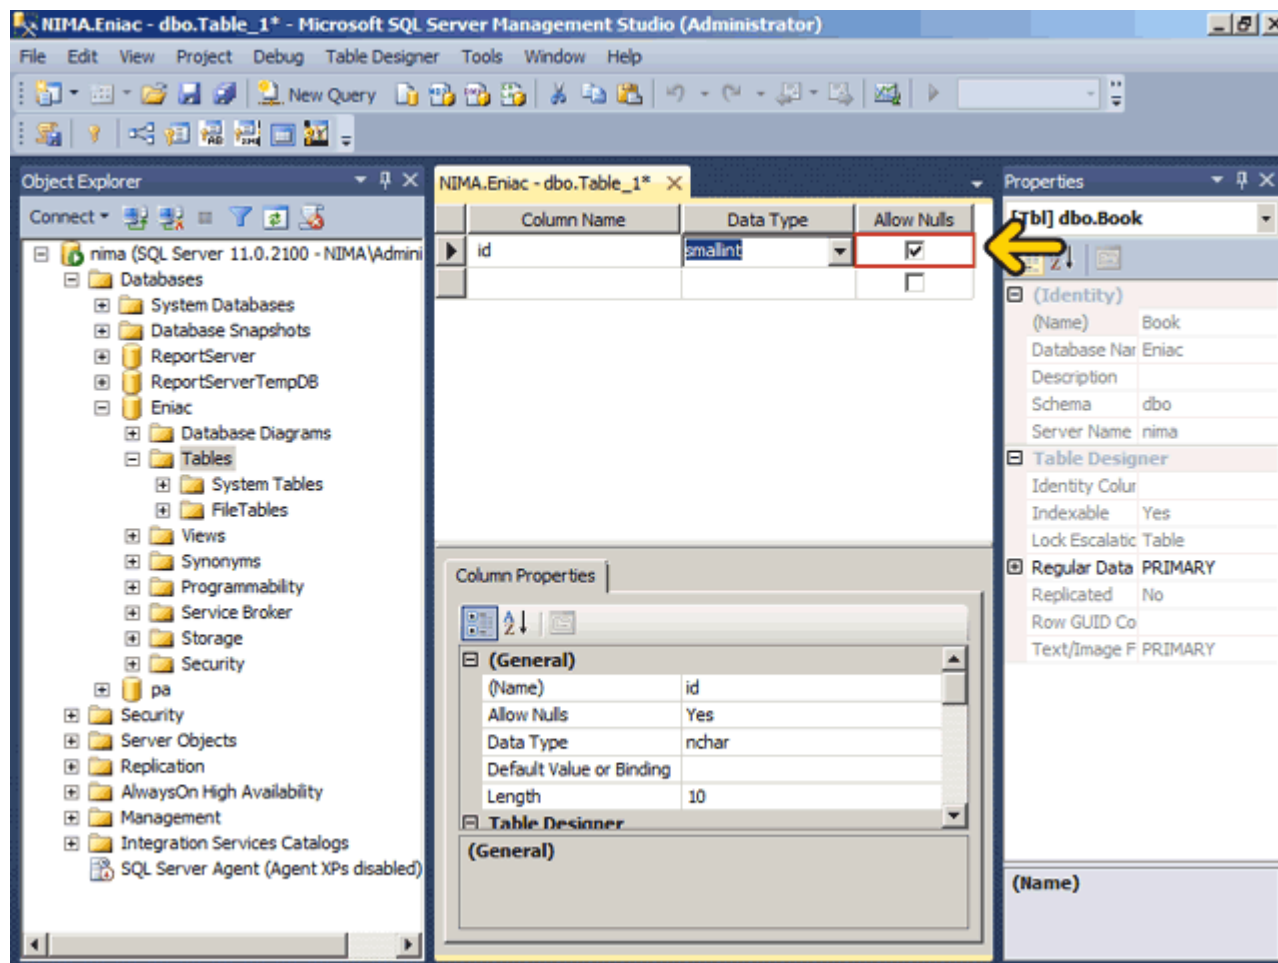 NIMA.Eniac - dbo.Table_1* - Microsoft SQL Server Management Studio (Administrator)
File Edit View Project Debug Table Designer Tools Window Help
New Query
Object Explorer
Connect
nima (SQL Server 11.0.2100 - NIMA\Admini
Databases
System Databases
Database Snapshots
ReportServer
ReportServerTempDB
Eniac
Database Diagrams
Tables
System Tables
FileTables
Views
Synonyms
Programmability
Service Broker
Storage
Security
pa
Security
Server Objects
Replication
AlwaysOn High Availability
Management
Integration Services Catalogs
SQL Server Agent (Agent XPs disabled)
NIMA.Eniac - dbo.Table_1*
Column Name Data Type Allow Nulls
id smallint
Column Properties
(General)
(Name) id
Allow Nulls Yes
Data Type nchar
Default Value or Binding
Length 10
Table Designer
(General)
Properties
[Tbl] dbo.Book
(Identity)
(Name) Book
Database Nar Eniac
Description
Schema dbo
Server Name nima
Table Designer
Identity Colur
Indexable Yes
Lock Escalatic Table
Regular Data PRIMARY
Replicated No
Row GUID Co
Text/Image F PRIMARY
(Name)